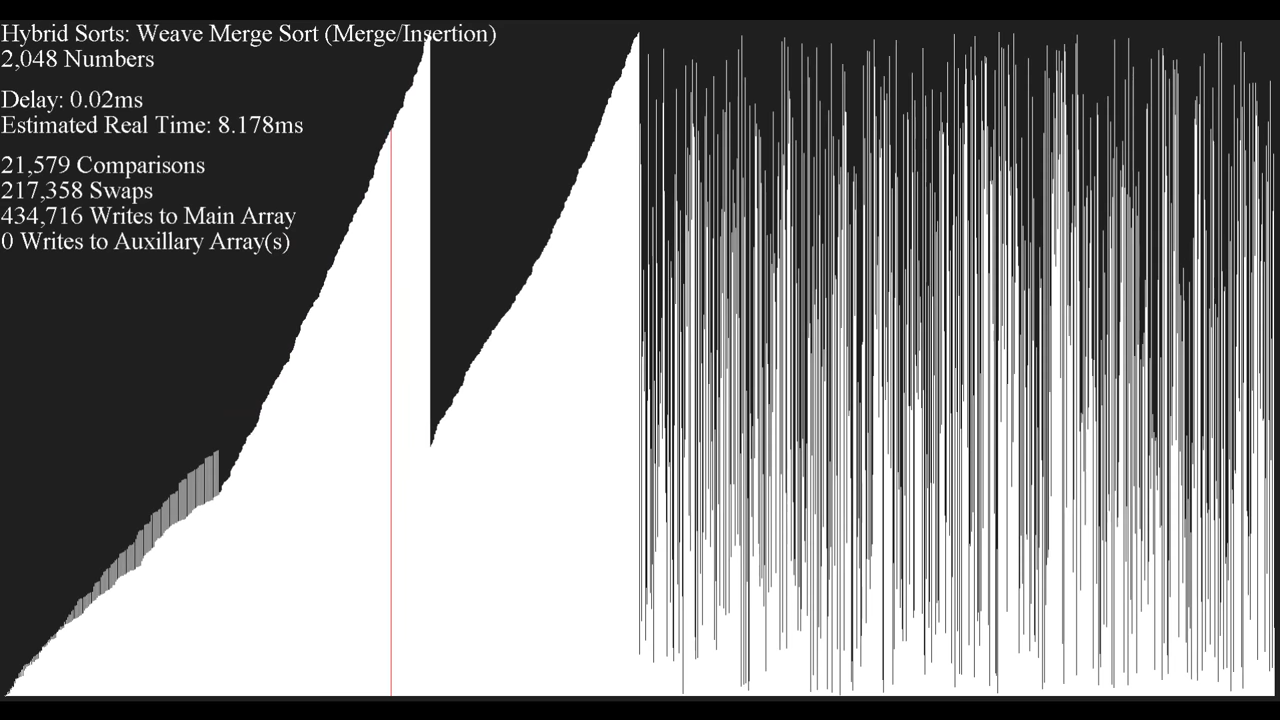 Hybrid Sorts: Weave Merge Sort (Merge/Insertion)
2,048 Numbers
Delay: 0.02ms
Estimated Real Time: 8.178ms
21,579 Comparisons
217,358 Swaps
434,716 Writes to Main Array
0 Writes to Auxillary Array(s)